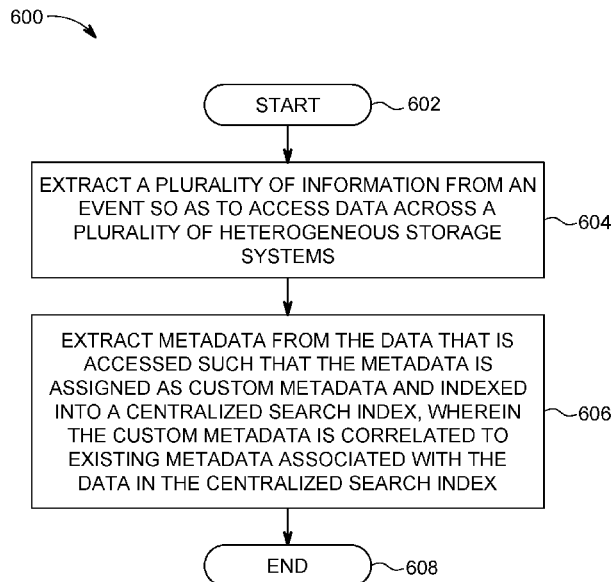 600
START
602
EXTRACT A PLURALITY OF INFORMATION FROM AN
EVENT SO AS TO ACCESS DATA ACROSS A
PLURALITY OF HETEROGENEOUS STORAGE
SYSTEMS
604
EXTRACT METADATA FROM THE DATA THAT IS
ACCESSED SUCH THAT THE METADATA IS
ASSIGNED AS CUSTOM METADATA AND INDEXED
INTO A CENTRALIZED SEARCH INDEX, WHEREIN
THE CUSTOM METADATA IS CORRELATED TO
EXISTING METADATA ASSOCIATED WITH THE
DATA IN THE CENTRALIZED SEARCH INDEX
606
END
608